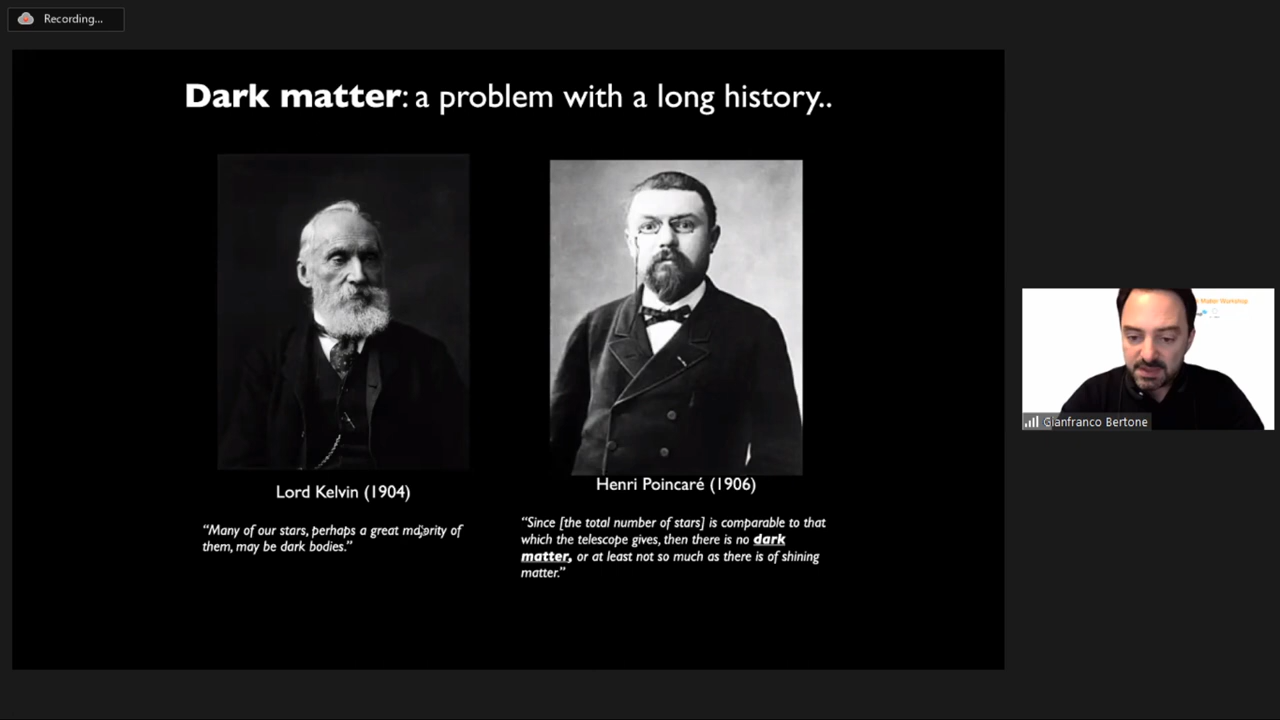 Recording...
Dark matter: a problem with a long history..
Lord Kelvin (1904)
“Many of our stars, perhaps a great majority of
them, may be dark bodies.”
Henri Poincaré (1906)
“Since [the total number of stars] is comparable to that
which the telescope gives, then there is no dark
matter, or at least not so much as there is of shining
matter.”
Maker Workshop
Gianfranco Bertone